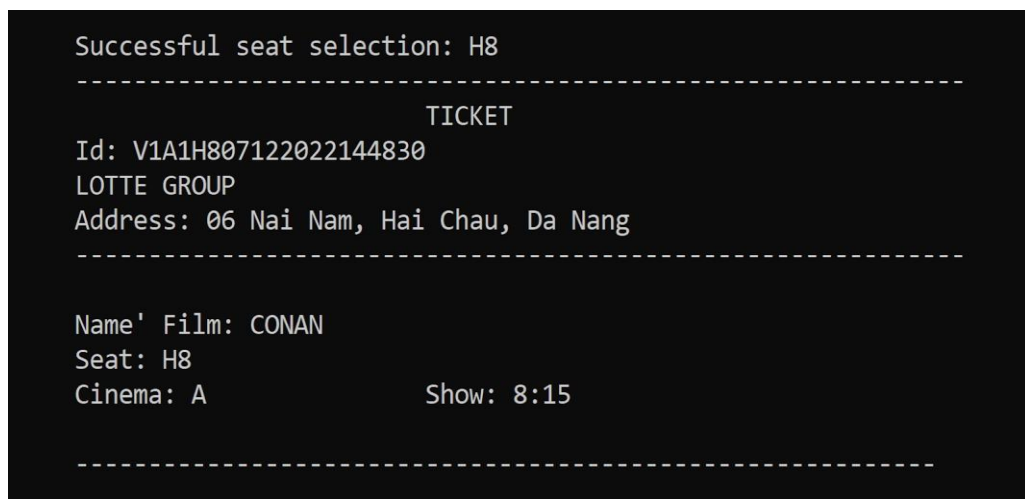 Successful seat selection: H8
-------------------------------------------------------------
TICKET
Id: V1A1H807122022144830
LOTTE GROUP
Address: 06 Nai Nam, Hai Chau, Da Nang
-------------------------------------------------------------
Name' Film: CONAN
Seat: H8
Cinema: A Show: 8:15
-----------------------------------------------------------